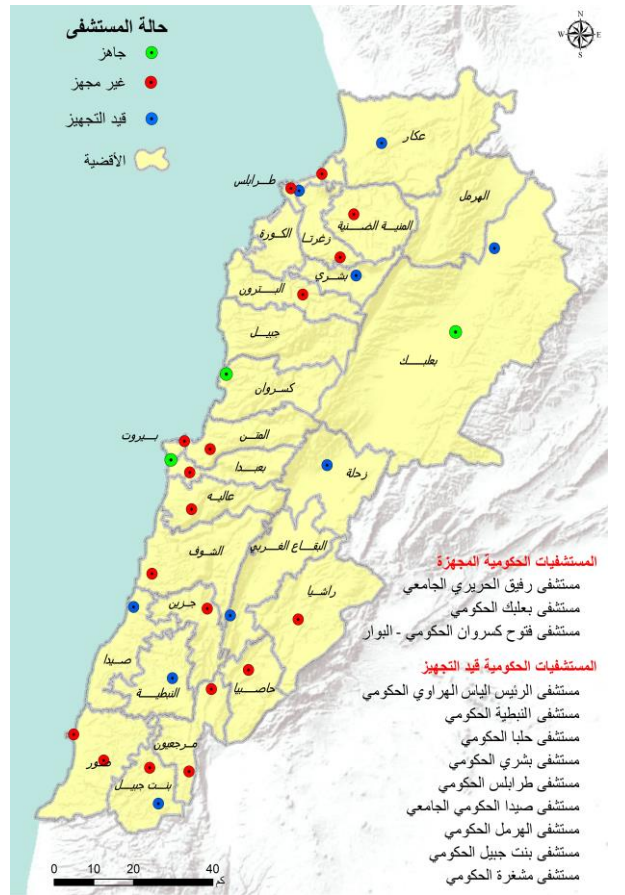 حالة المستشفى
جاهز
غير مجهز
قيد التجهيز
الأقضية
N
W E
S
عكار
طرابلس
الهرمل
المنية الضنية
زغرتا
الكورة
بشري
البترون
جبيل
بعلبك
كسروان
المتن
بيروت
بعبدا
زحلة
عاليه
البقاع الغربي
الشوف
راشيا
جزين
صيدا
حاصبيا
النبطية
مرجعيون
صور
بنت جبيل
المستشفيات الحكومية المجهزة
مستشفى رفيق الحريري الجامعي
مستشفى بعلبك الحكومي
مستشفى فتوح كسروان الحكومي - البوار
المستشفيات الحكومية قيد التجهيز
مستشفى الرئيس الياس الهراوي الحكومي
مستشفى النبطية الحكومي
مستشفى حلبا الحكومي
مستشفى بشري الحكومي
مستشفى طرابلس الحكومي
مستشفى صيدا الحكومي الجامعي
مستشفى الهرمل الحكومي
مستشفى بنت جبيل الحكومي
مستشفى مشغرة الحكومي
0 10 20 40
كم